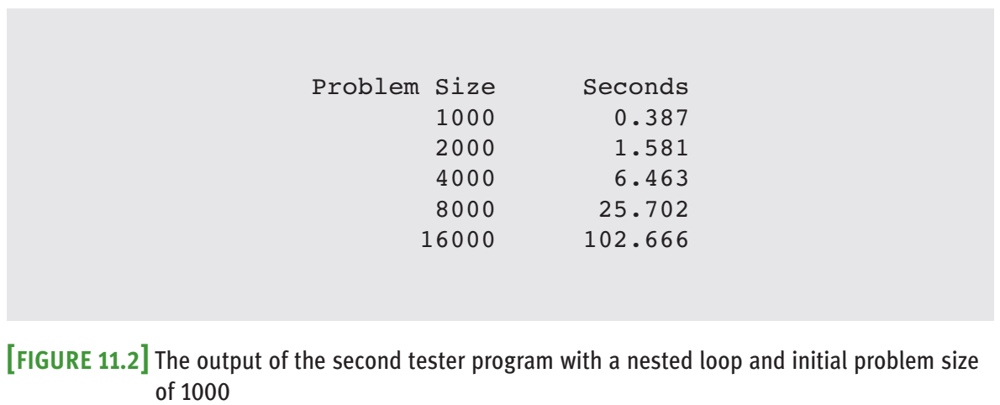 Problem Size Seconds
1000 0.387
2000 1.581
4000 6.463
8000 25.702
16000 102.666
[FIGURE 11.2] The output of the second tester program with a nested loop and initial problem size
of 1000